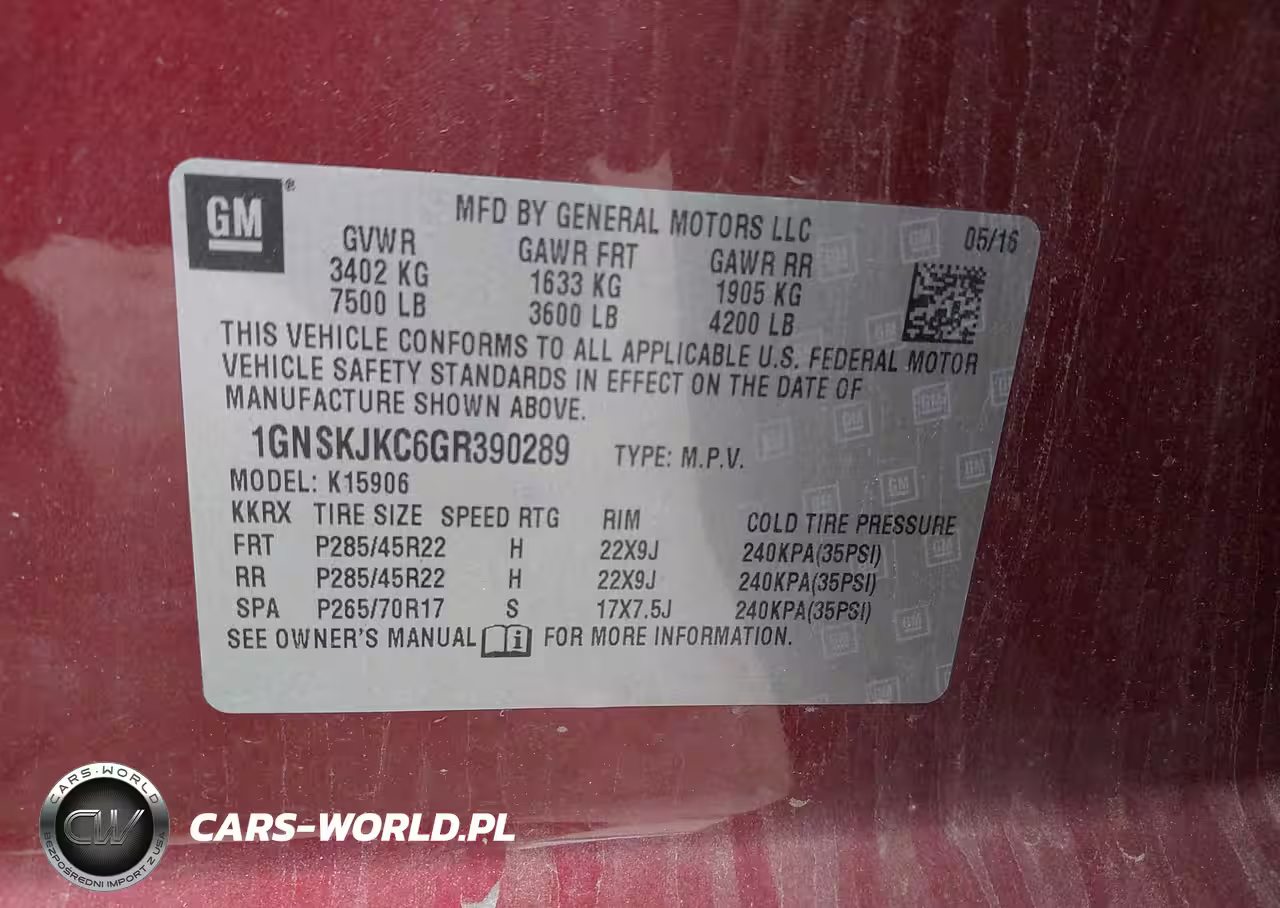 GM ®
MFD BY GENERAL MOTORS LLC
05/16
GVWR GAWR FRT GAWR RR
3402 KG 1633 KG 1905 KG
7500 LB 3600 LB 4200 LB
THIS VEHICLE CONFORMS TO ALL APPLICABLE U.S. FEDERAL MOTOR
VEHICLE SAFETY STANDARDS IN EFFECT ON THE DATE OF
MANUFACTURE SHOWN ABOVE.
1GNSKJKC6GR390289 TYPE: M.P.V.
MODEL: K15906
KKRX TIRE SIZE SPEED RTG RIM COLD TIRE PRESSURE
FRT P285/45R22 H 22X9J 240KPA(35PSI)
RR P285/45R22 H 22X9J 240KPA(35PSI)
SPA P265/70R17 S 17X7.5J 240KPA(35PSI)
SEE OWNER'S MANUAL FOR MORE INFORMATION.
CARS-WORLD
CW
BEZPOŚREDNI IMPORT Z USA
CARS-WORLD.PL